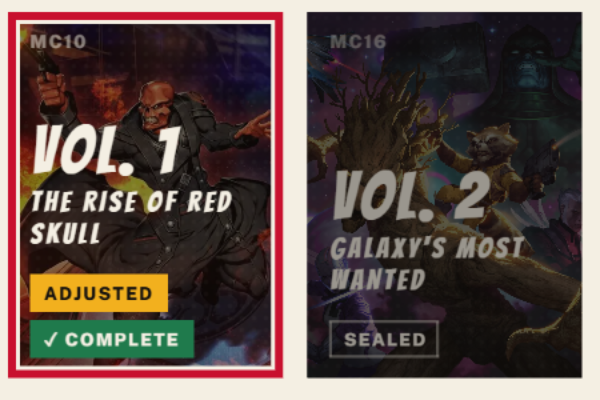 MC10
VOL. 1
THE RISE OF RED
SKULL
ADJUSTED
✓ COMPLETE
MC16
VOL. 2
GALAXY'S MOST
WANTED
SEALED